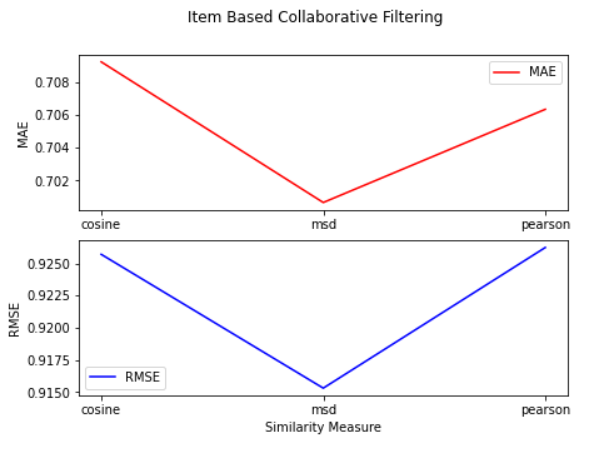 Item Based Collaborative Filtering
MAE
0.708
0.706
0.704
0.702
MAE
cosine msd pearson
0.9250
0.9225
0.9200
0.9175
0.9150
RMSE
RMSE
cosine msd pearson
Similarity Measure